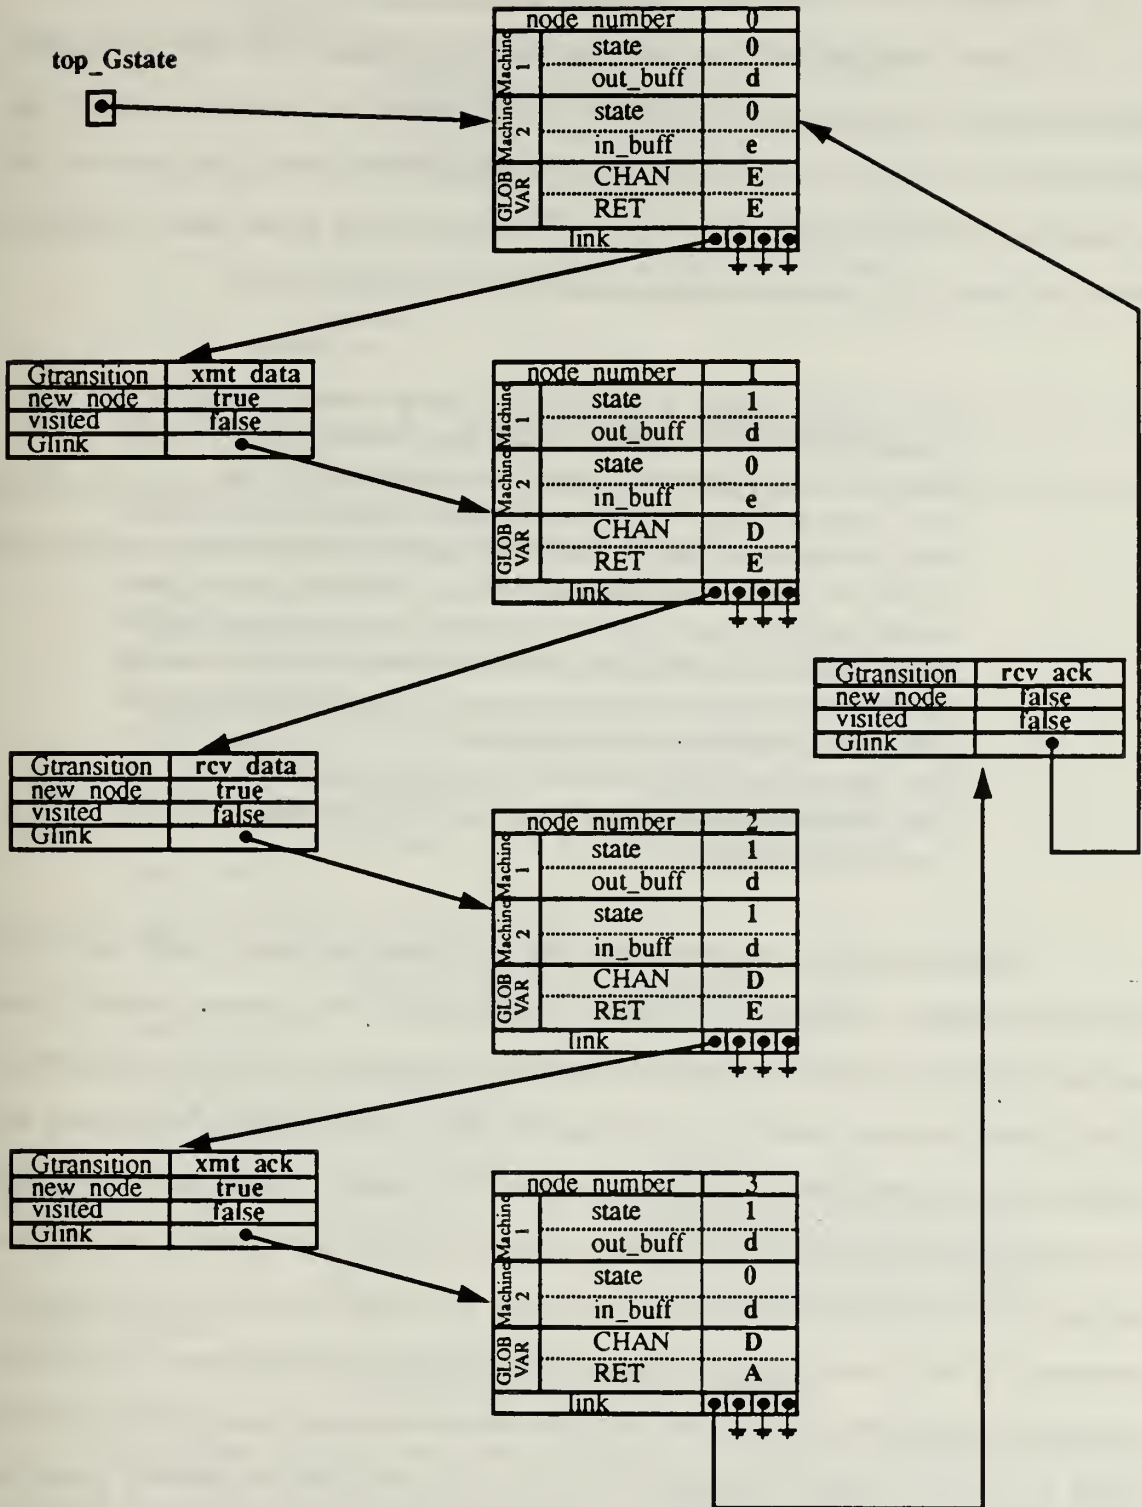 top_Gstate
node number 0
Machine 1
state 0
out_buff d
Machine 2
state 0
in_buff e
GLOB VAR
CHAN E
RET E
link
Gtransition xmt data
new node true
visited false
Glink
node number 1
Machine 1
state 1
out_buff d
Machine 2
state 0
in_buff e
GLOB VAR
CHAN D
RET E
link
Gtransition rcv ack
new node false
visited false
Glink
Gtransition rcv data
new node true
visited false
Glink
node number 2
Machine 1
state 1
out_buff d
Machine 2
state 1
in_buff d
GLOB VAR
CHAN D
RET E
link
Gtransition xmt ack
new node true
visited false
Glink
node number 3
Machine 1
state 1
out_buff d
Machine 2
state 0
in_buff d
GLOB VAR
CHAN D
RET A
link